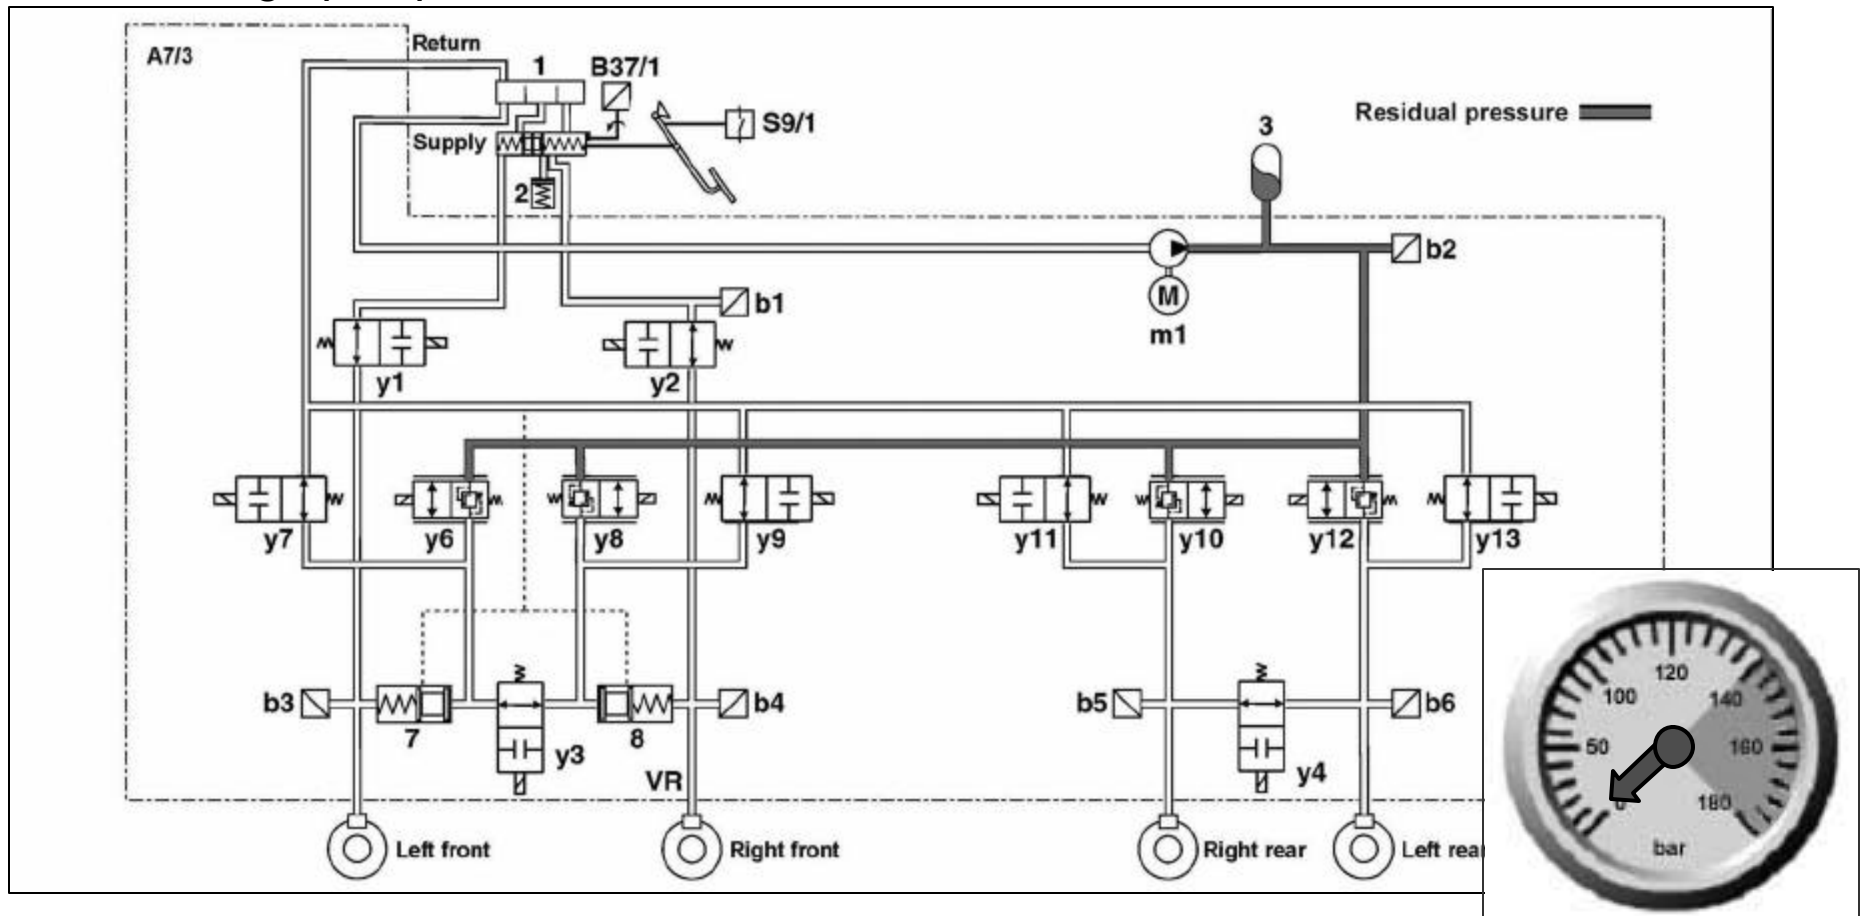 Return
A7/3
1
B37/1
Supply
S9/1
2
Residual pressure
3
b2
M
m1
b1
y1
y2
y7
y6
y8
y9
y11
y10
y12
y13
b3
7
y3
8
b4
VR
b5
y4
b6
Left front
Right front
Right rear
Left rear
120
100
140
50
160
0
180
bar